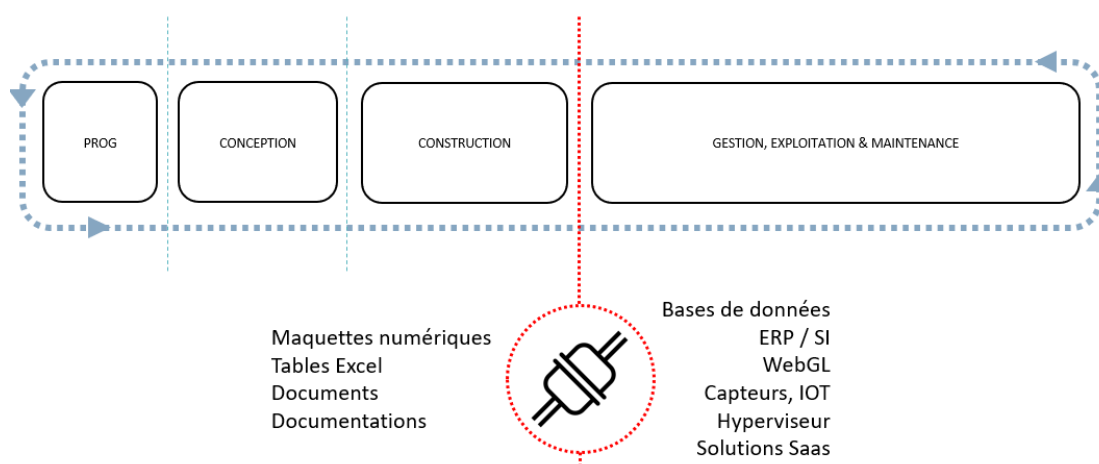 PROG
CONCEPTION
CONSTRUCTION
GESTION, EXPLOITATION & MAINTENANCE
Maquettes numériques
Tables Excel
Documents
Documentations
Bases de données
ERP / SI
WebGL
Capteurs, IOT
Hyperviseur
Solutions Saas